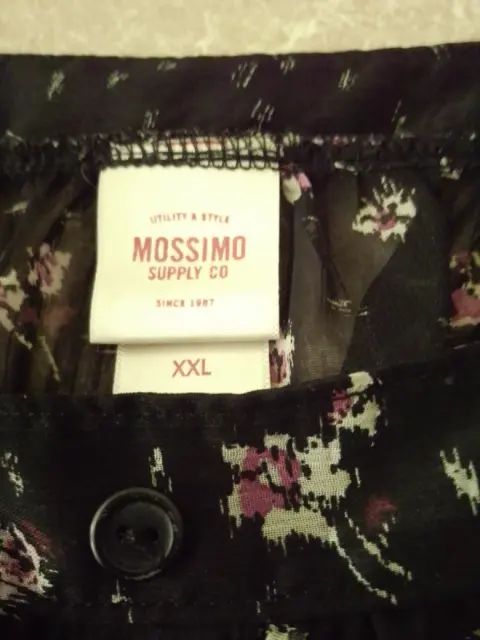 UTILITY & STYLE
MOSSIMO
SUPPLY CO
SINCE 1987
XXL